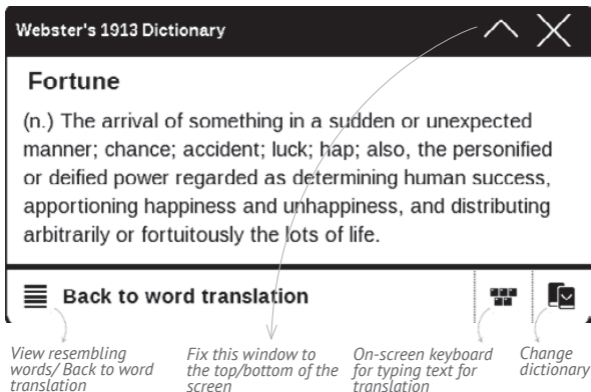 Webster's 1913 Dictionary
Fortune
(n.) The arrival of something in a sudden or unexpected
manner; chance; accident; luck; hap; also, the personified
or deified power regarded as determining human success,
apportioning happiness and unhappiness, and distributing
arbitrarily or fortuitously the lots of life.
Back to word translation
View resembling
words/ Back to word
translation
Fix this window to
the top/bottom of the
screen
On-screen keyboard
for typing text for
translation
Change
dictionary